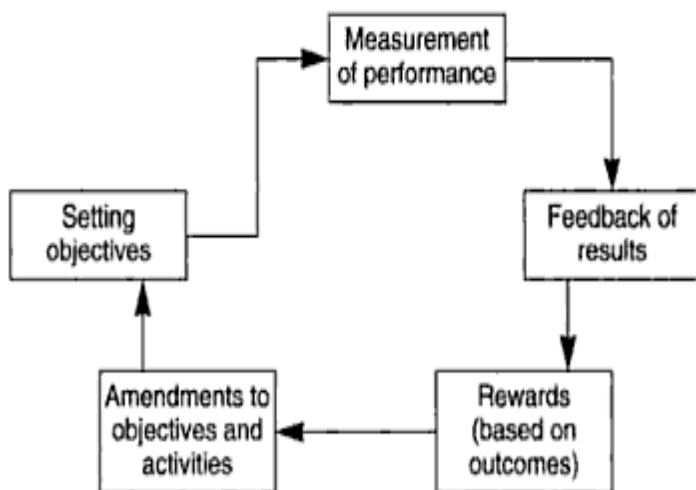 Measurement
of performance
Setting
objectives
Feedback of
results
Amendments to
objectives and
activities
Rewards
(based on
outcomes)